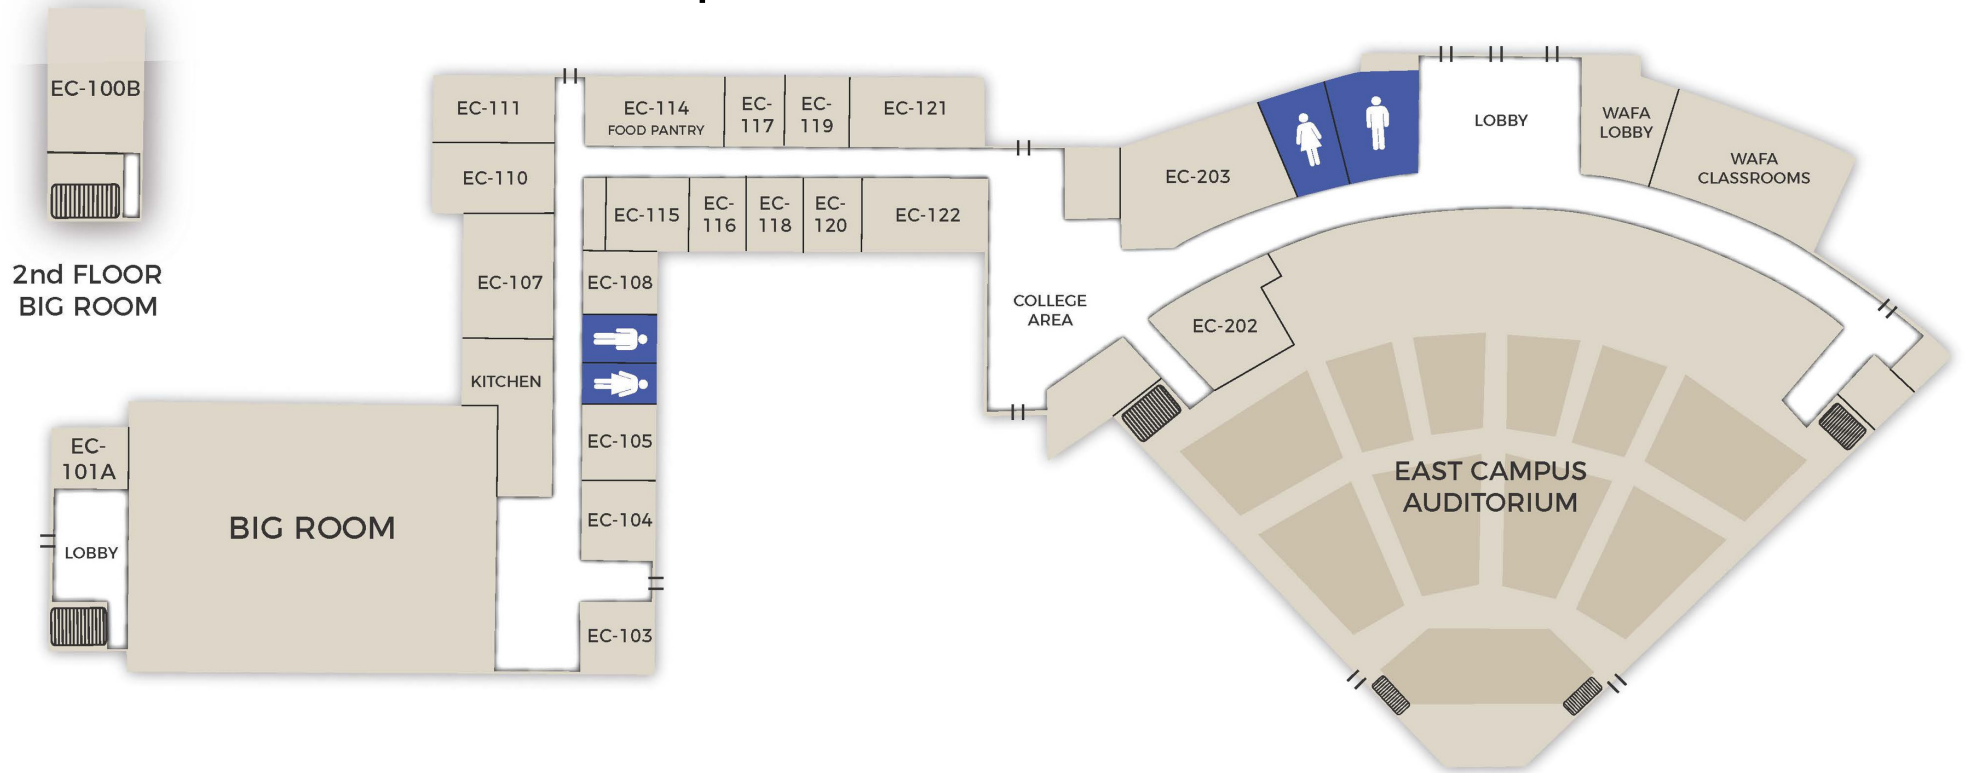 EC-100B
2nd FLOOR
BIG ROOM
EC-111
EC-110
EC-107
KITCHEN
EC-114
FOOD PANTRY
EC-
117
EC-
119
EC-121
EC-115
EC-
116
EC-
118
EC-
120
EC-122
EC-108
EC-105
EC-104
EC-103
EC-
101A
LOBBY
BIG ROOM
COLLEGE
AREA
EC-203
EC-202
LOBBY
WAFA
LOBBY
WAFA
CLASSROOMS
EAST CAMPUS
AUDITORIUM